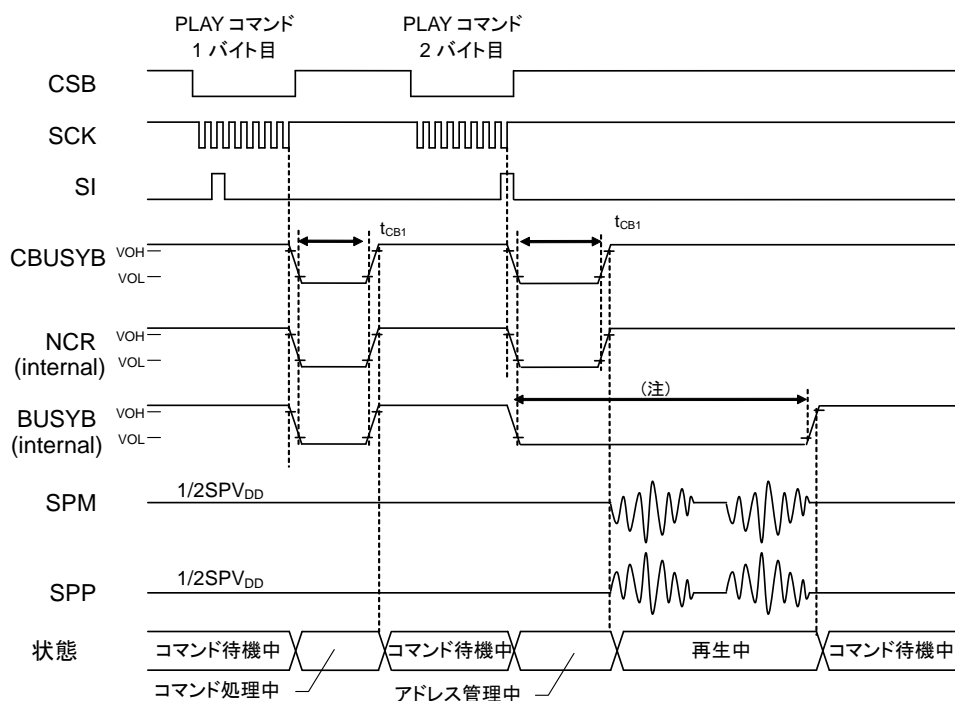 PLAY コマンド
1 バイト目
PLAY コマンド
2 バイト目
CSB
SCK
SI
tCB1
tCB1
CBUSYB
VOH
VOL
NCR
(internal)
VOH
VOL
(注)
BUSYB
(internal)
VOH
VOL
SPM
1/2SPVDD
SPP
1/2SPVDD
状態
コマンド待機中
コマンド待機中
再生中
コマンド待機中
コマンド処理中
アドレス管理中